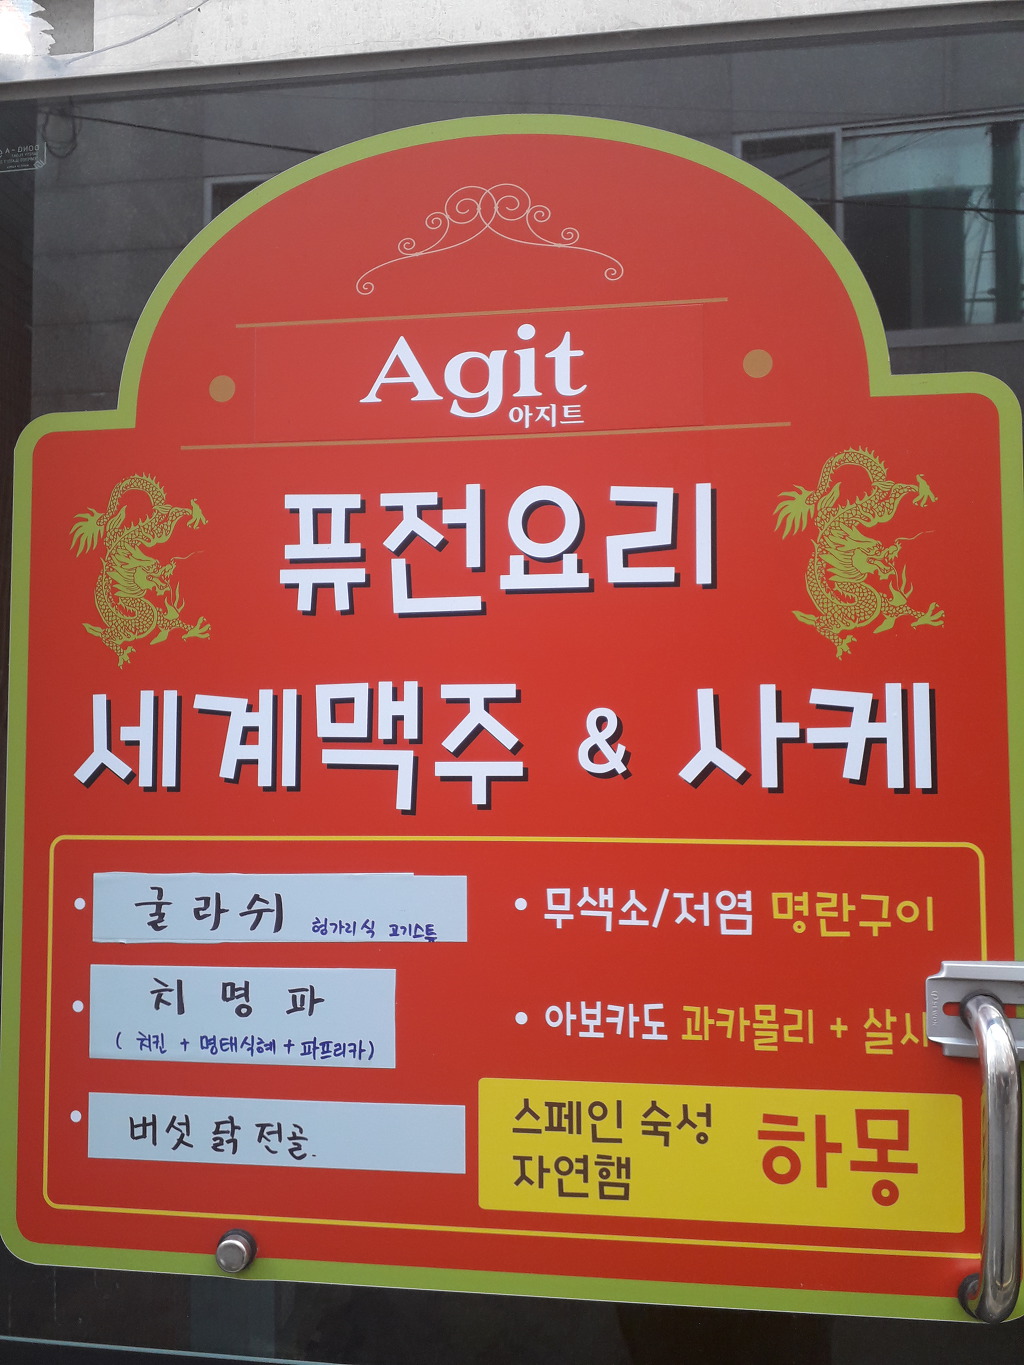 Agit
아지트
퓨전요리
세계맥주 & 사케
• 굴라쉬 헝가리식 고기스튜
• 치명파
( 치킨 + 명태식혜 + 파프리카)
• 버섯 닭 전골.
• 무색소/저염 명란구이
• 아보카도 과카몰리 + 살사
스페인 숙성
자연햄
하몽